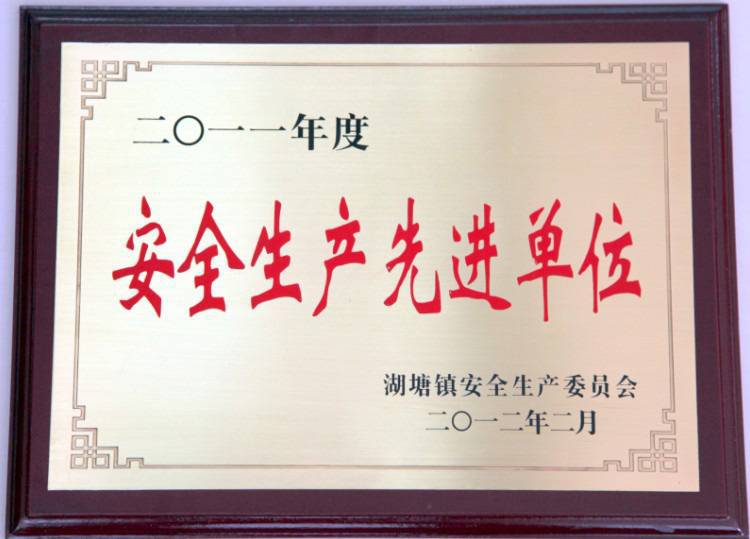 二〇一一年度
安全生产先进单位
湖塘镇安全生产委员会
二〇一二年二月